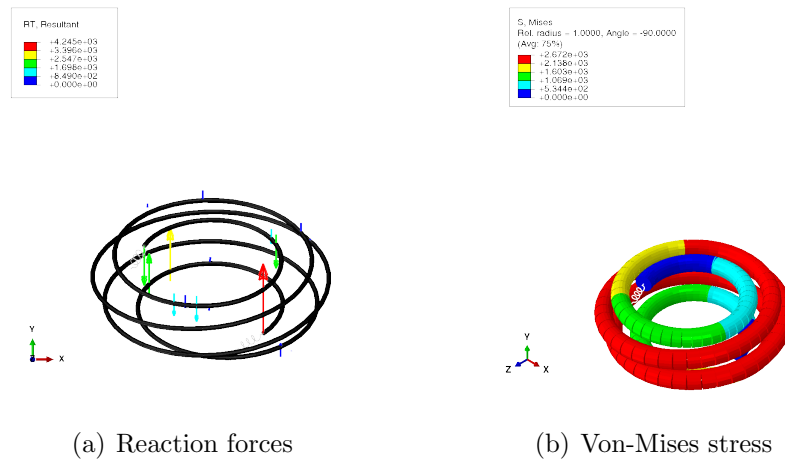 RT, Resultant
+4.245e+03
+3.396e+03
+2.547e+03
+1.698e+03
+8.490e+02
+0.000e+00
S, Mises
Rel. radius = 1.0000, Angle = -90.0000
(Avg: 75%)
+2.672e+03
+2.138e+03
+1.603e+03
+1.069e+03
+5.344e+02
+0.000e+00
Y
X
Y
Z
X
(a) Reaction forces
(b) Von-Mises stress